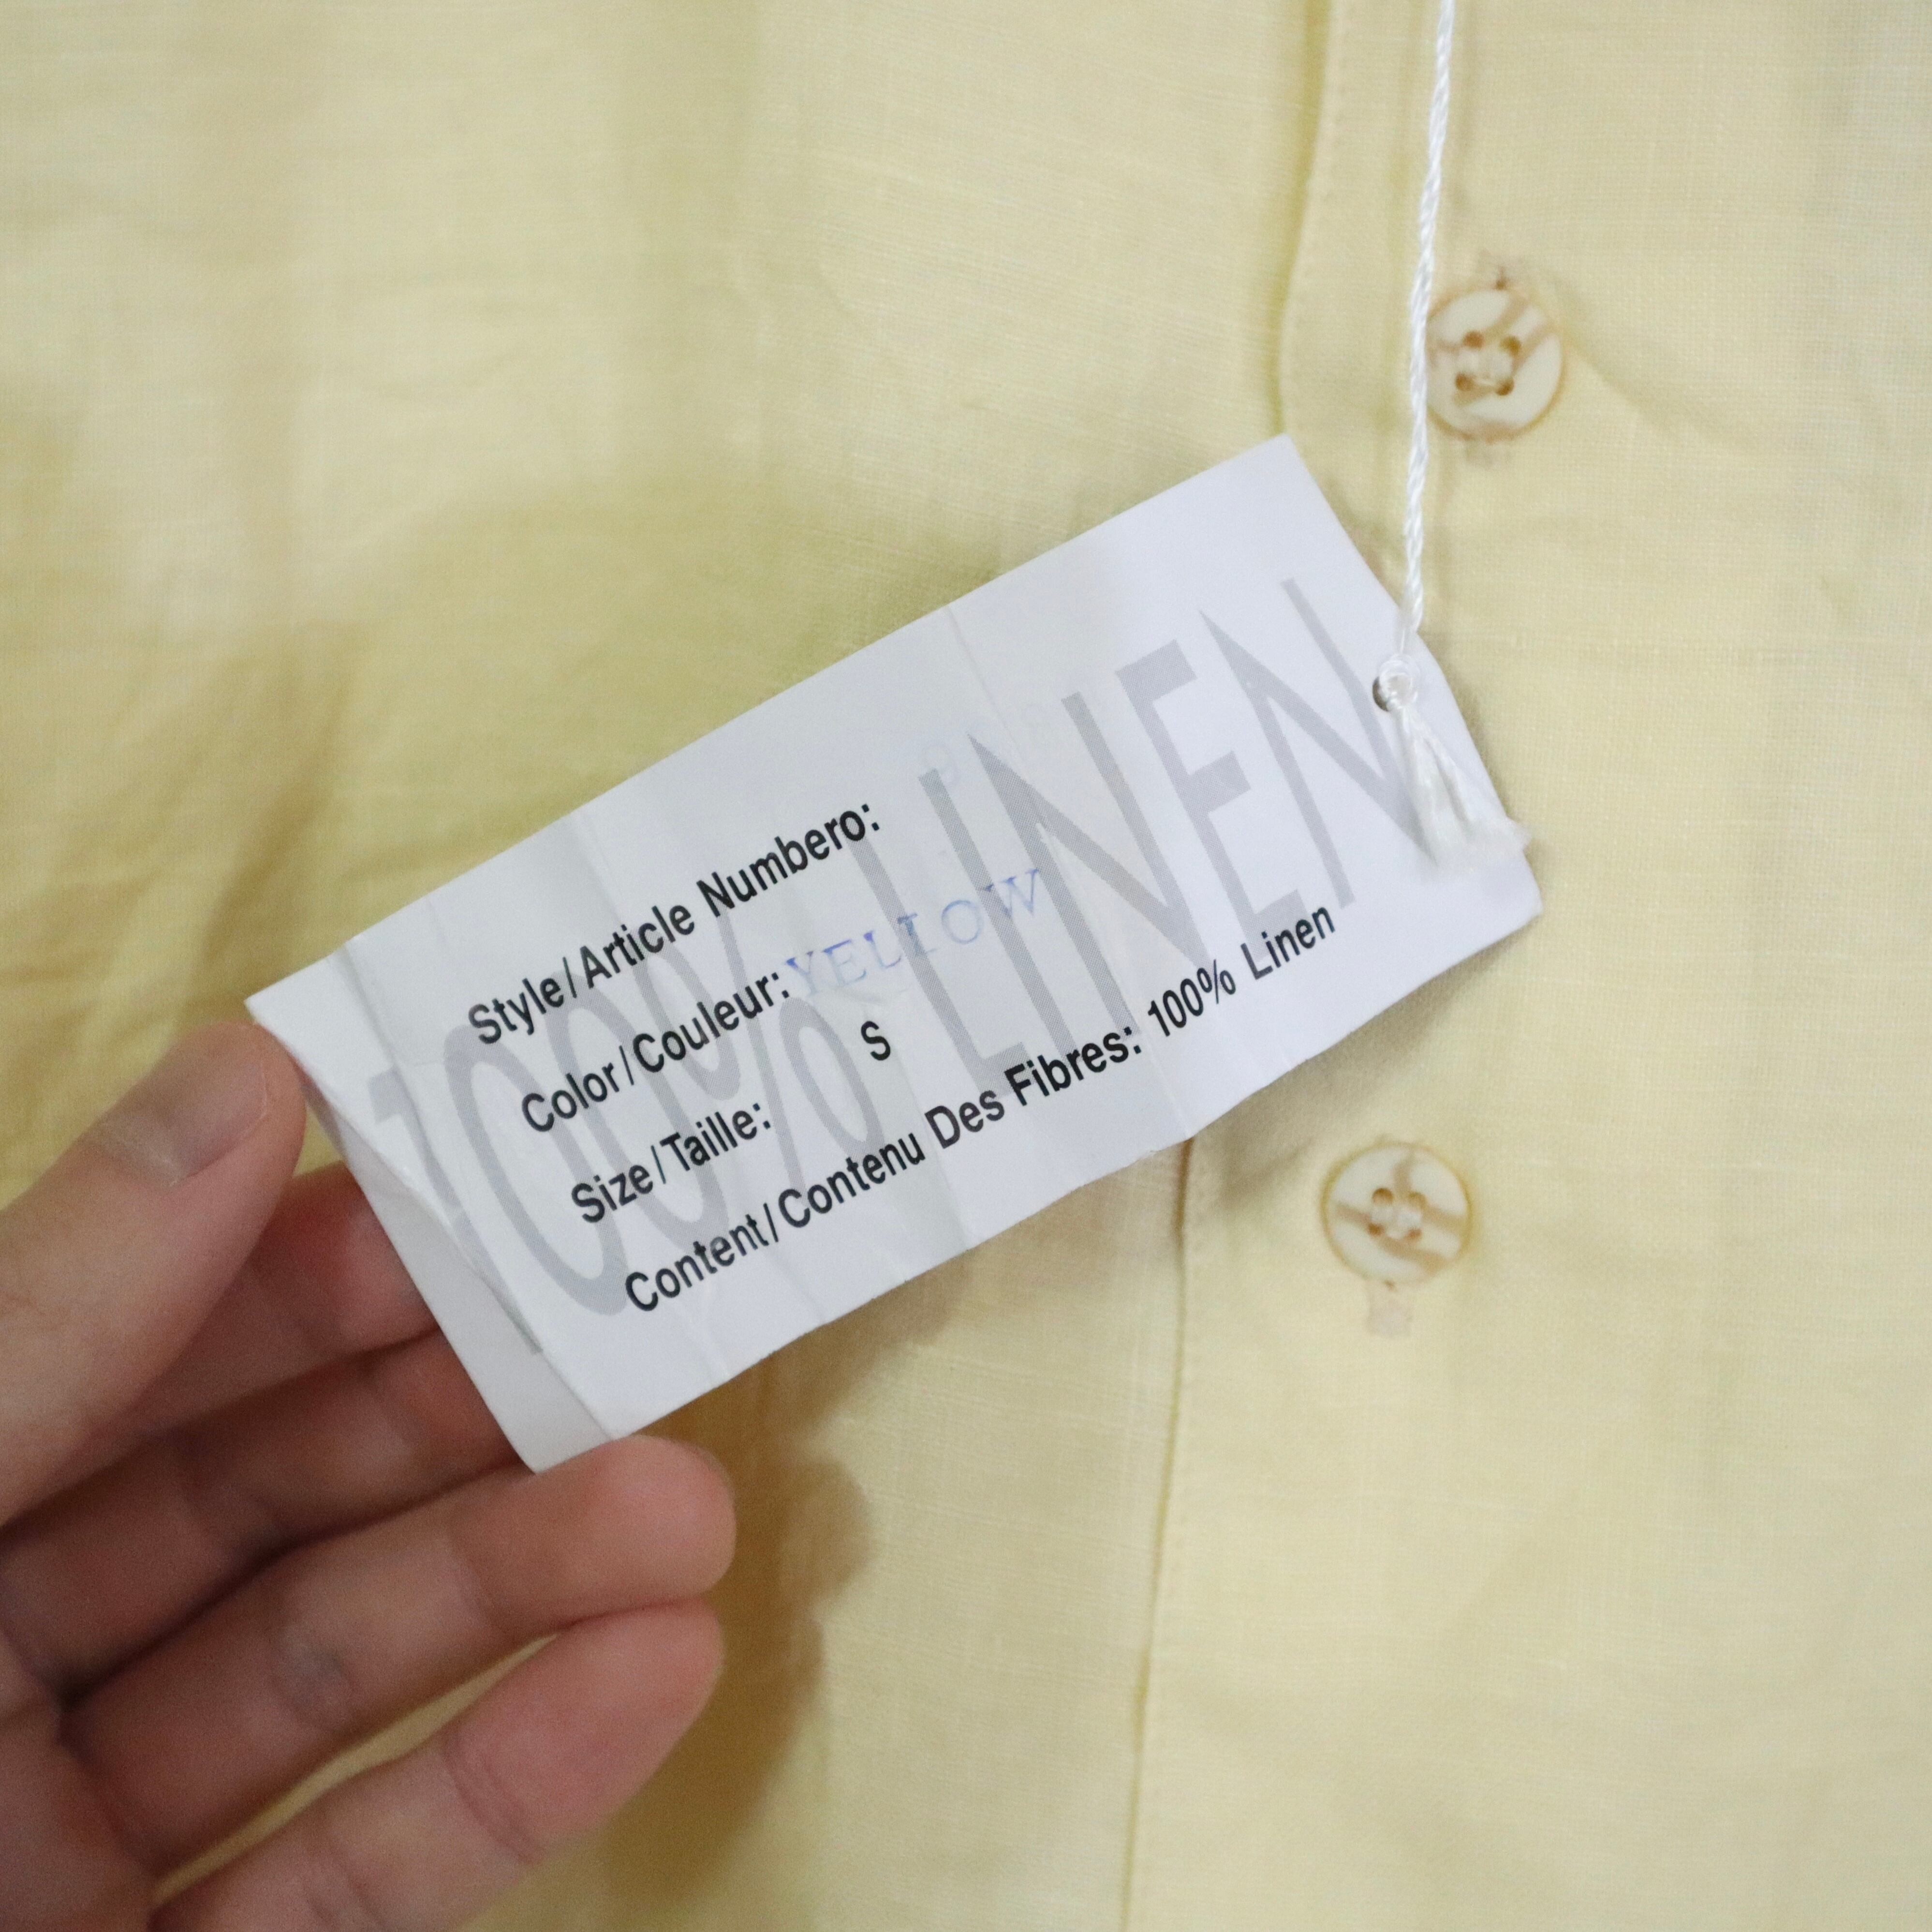 100% LINEN
Style/Article Numbero:
Color/Couleur: YELLOW
Size/Taille: S
Content/Contenu Des Fibres: 100% Linen